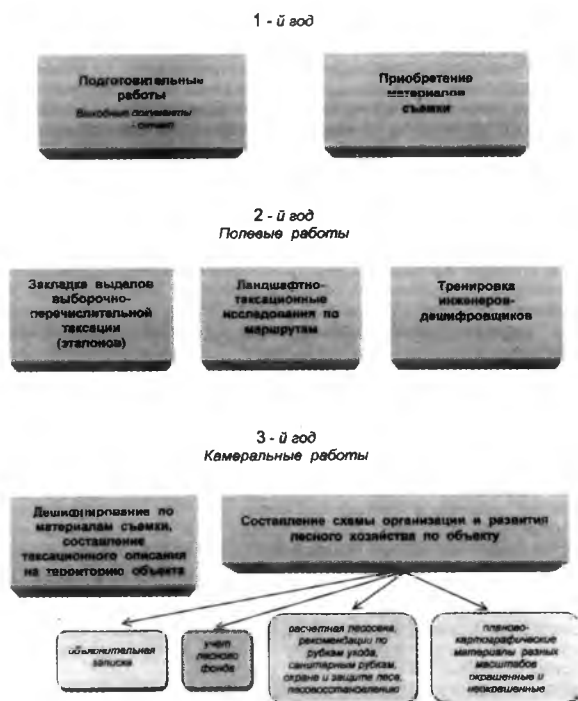 1 - й год
Подготовительные
работы
Выходные документы
- отчет
Приобретение
материалов
съемки
2 - й год
Полевые работы
Закладка выделов
выборочно-
перечислительной
таксации
(эталонов)
Ландшафтно-
таксационные
исследования по
маршрутам
Тренировка
инженеров-
дешифровщиков
3 - й год
Камеральные работы
Дешифрирование по
материалам съемки,
составление
таксационного описания
на территорию объекта
Составление схемы организации и развития
лесного хозяйства по объекту
объяснительная
записка
учет
лесного
фонда
расчетная лесосека,
рекомендации по
рубкам ухода,
санитарным рубкам,
охране и защите леса,
лесовосстановлению
планово-
картографические
материалы разных
масштабов
окрашенные и
неокрашенные